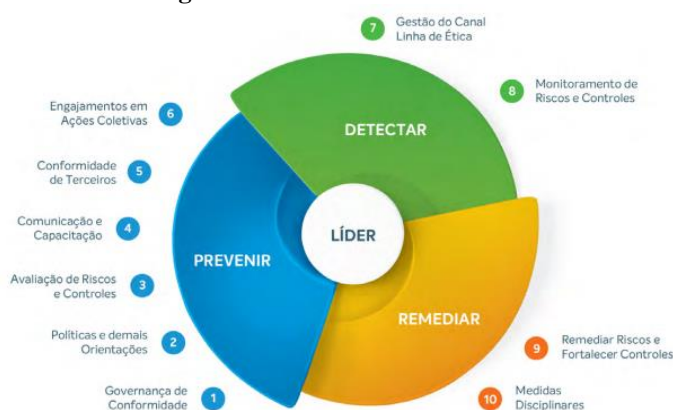 7
Gestão do Canal
Linha de Ética
8
Monitoramento de
Riscos e Controles
Engajamentos em
Ações Coletivas
6
DETECTAR
Conformidade
de Terceiros
5
Comunicação e
Capacitação
4
LÍDER
PREVENIR
Avaliação de Riscos
e Controles
3
REMEDIAR
Políticas e demais
Orientações
2
9
Remediar Riscos e
Fortalecer Controles
Governança de
Conformidade
1
10
Medidas
Disciplinares